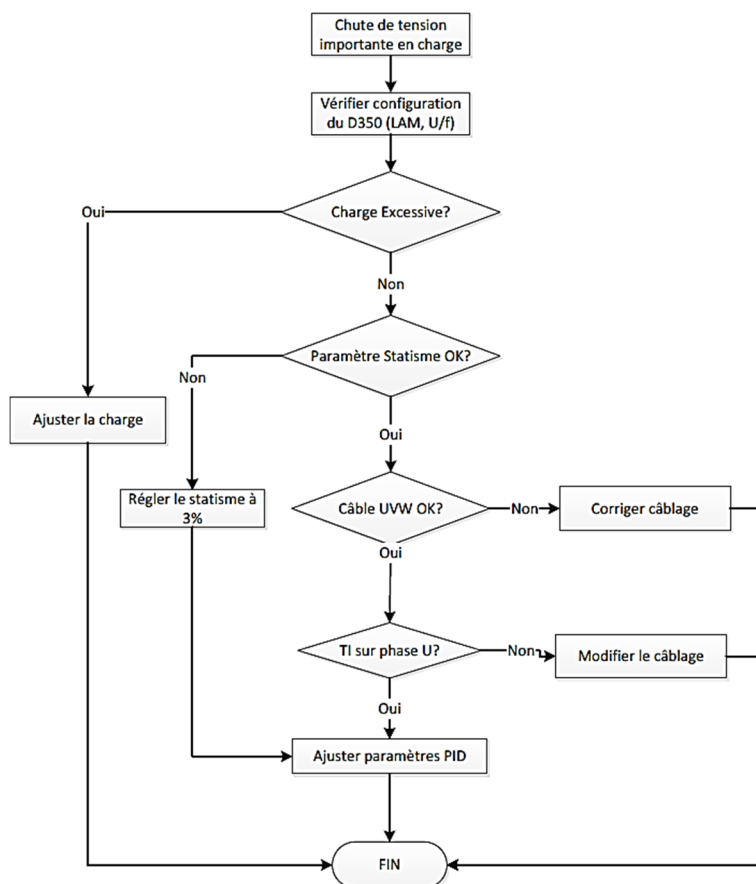 Chute de tension
importante en charge
Vérifier configuration
du D350 (LAM, U/f)
Oui
Charge Excessive?
Non
Paramètre Statisme OK?
Non
Ajuster la charge
Oui
Régler le statisme à
3%
Câble UVW OK?
Non
Corriger câblage
Oui
TI sur phase U?
Non
Modifier le câblage
Oui
Ajuster paramètres PID
FIN